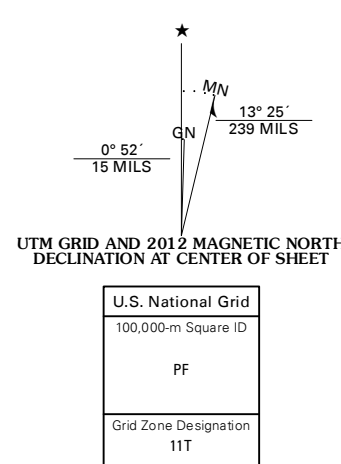 ★
MN
13° 25´
239 MILS
GN
0° 52´
15 MILS
UTM GRID AND 2012 MAGNETIC NORTH
DECLINATION AT CENTER OF SHEET
U.S. National Grid
100,000-m Square ID
PF
Grid Zone Designation
11T